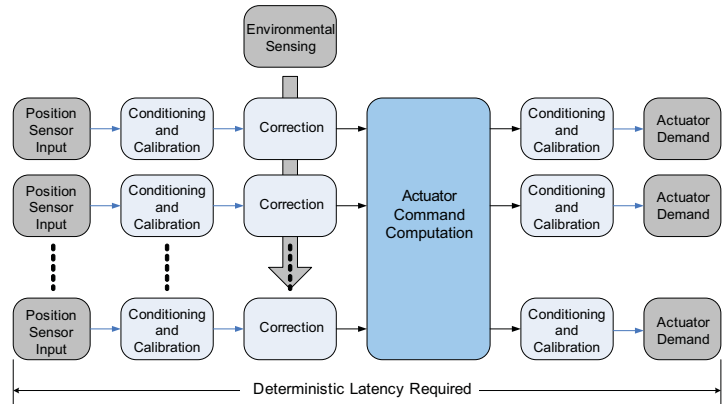 Environmental
Sensing
Position
Sensor
Input
Conditioning
and
Calibration
Correction
Conditioning
and
Calibration
Actuator
Demand
Position
Sensor
Input
Conditioning
and
Calibration
Correction
Actuator
Command
Computation
Conditioning
and
Calibration
Actuator
Demand
Position
Sensor
Input
Conditioning
and
Calibration
Correction
Conditioning
and
Calibration
Actuator
Demand
Deterministic Latency Required